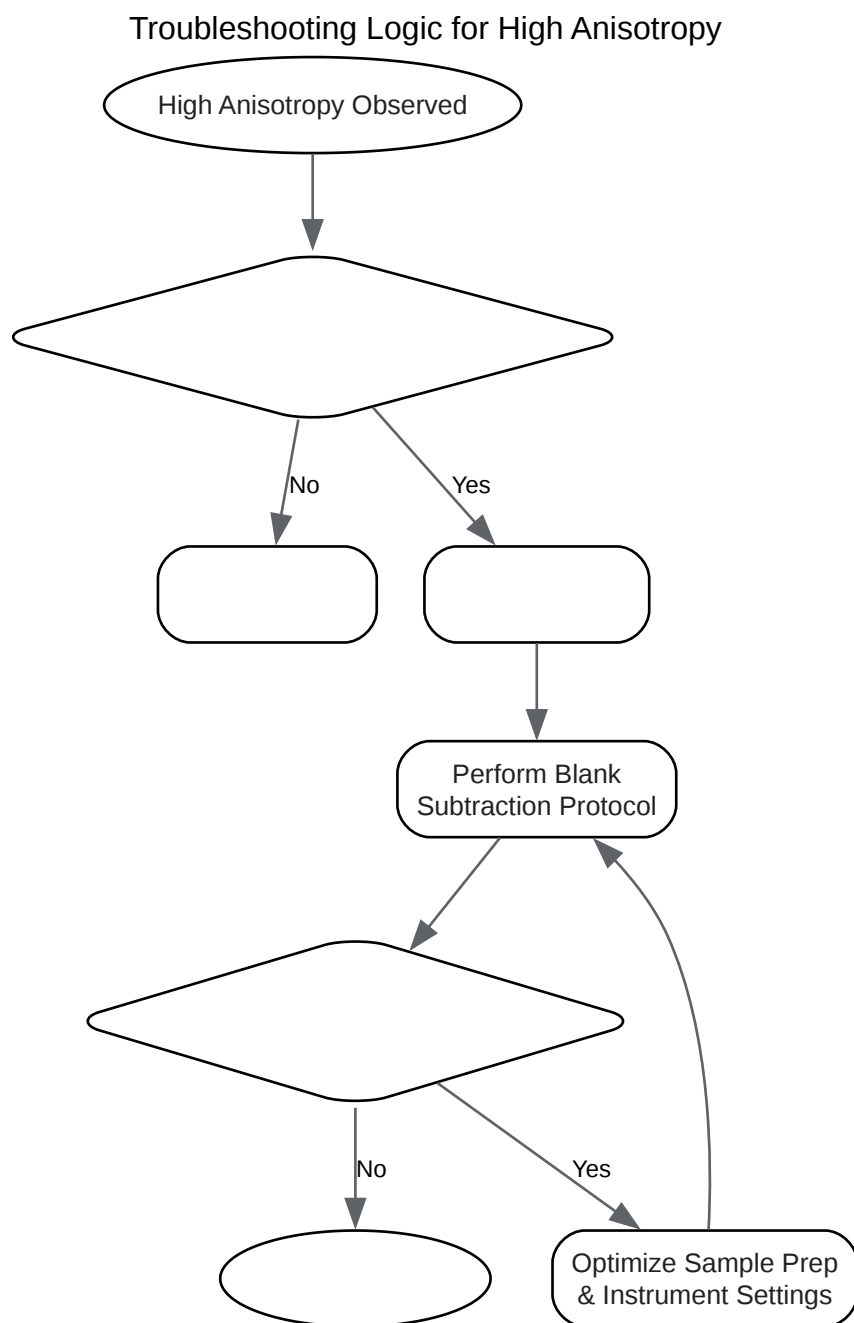 Troubleshooting Logic for High Anisotropy
High Anisotropy Observed
No
Yes
Perform Blank
Subtraction Protocol
No
Yes
Optimize Sample Prep
& Instrument Settings